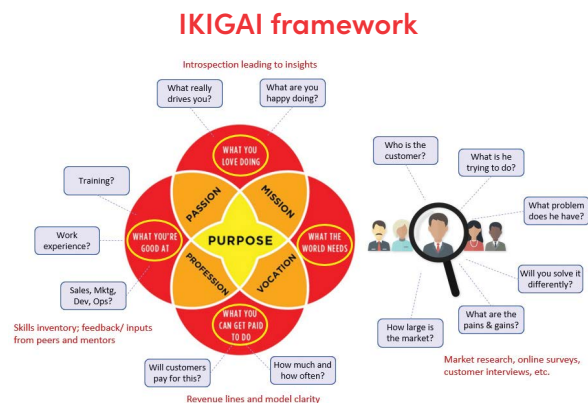 IKIGAI framework
Introspection leading to insights
What really
drives you?
What are you
happy doing?
Training?
Work
experience?
Sales, Mktg,
Dev, Ops?
Skills inventory; feedback/ inputs
from peers and mentors
WHAT YOU
LOVE DOING
PASSION
MISSION
WHAT YOU'RE
GOOD AT
PURPOSE
WHAT THE
WORLD NEEDS
PROFESSION
VOCATION
WHAT YOU
CAN GET PAID
TO DO
Will customers
pay for this?
How much and
how often?
Revenue lines and model clarity
Who is the
customer?
What is he
trying to do?
What problem
does he have?
Will you solve it
differently?
What are the
pains & gains?
How large is
the market?
Market research, online surveys,
customer interviews, etc.